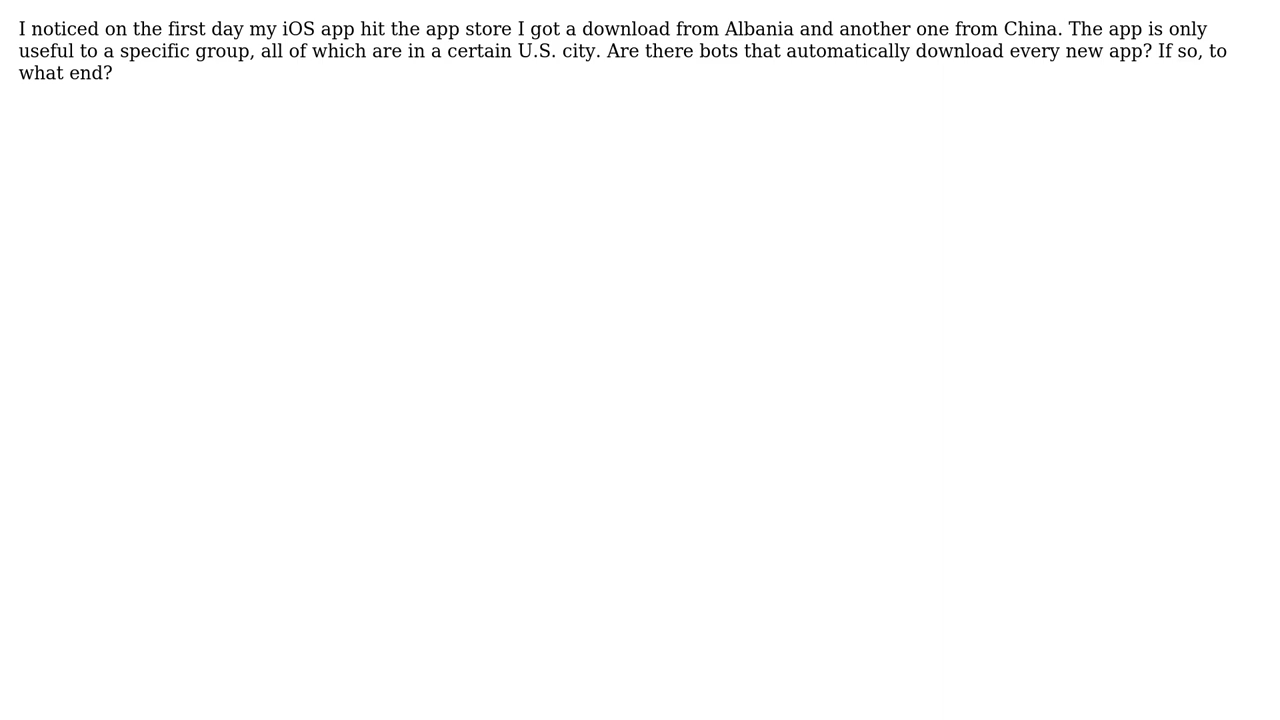 I noticed on the first day my iOS app hit the app store I got a download from Albania and another one from China. The app is only
useful to a specific group, all of which are in a certain U.S. city. Are there bots that automatically download every new app? If so, to
what end?